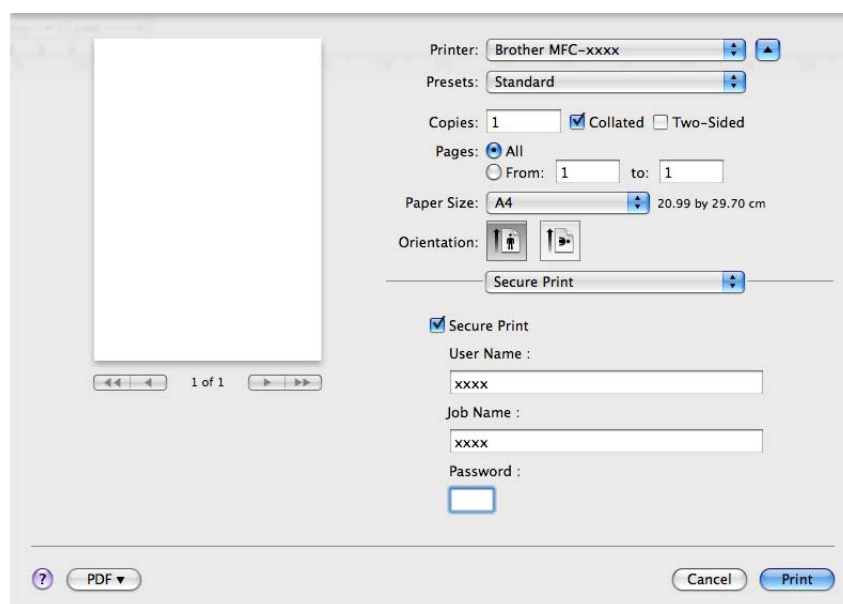 Printer: Brother MFC-xxxx
Presets: Standard
Copies: 1 Collated Two-Sided
Pages: All
From: 1 to: 1
Paper Size: A4 20.99 by 29.70 cm
Orientation:
Secure Print
Secure Print
User Name :
xxxx
Job Name :
xxxx
Password :
1 of 1
? PDF▼ Cancel Print